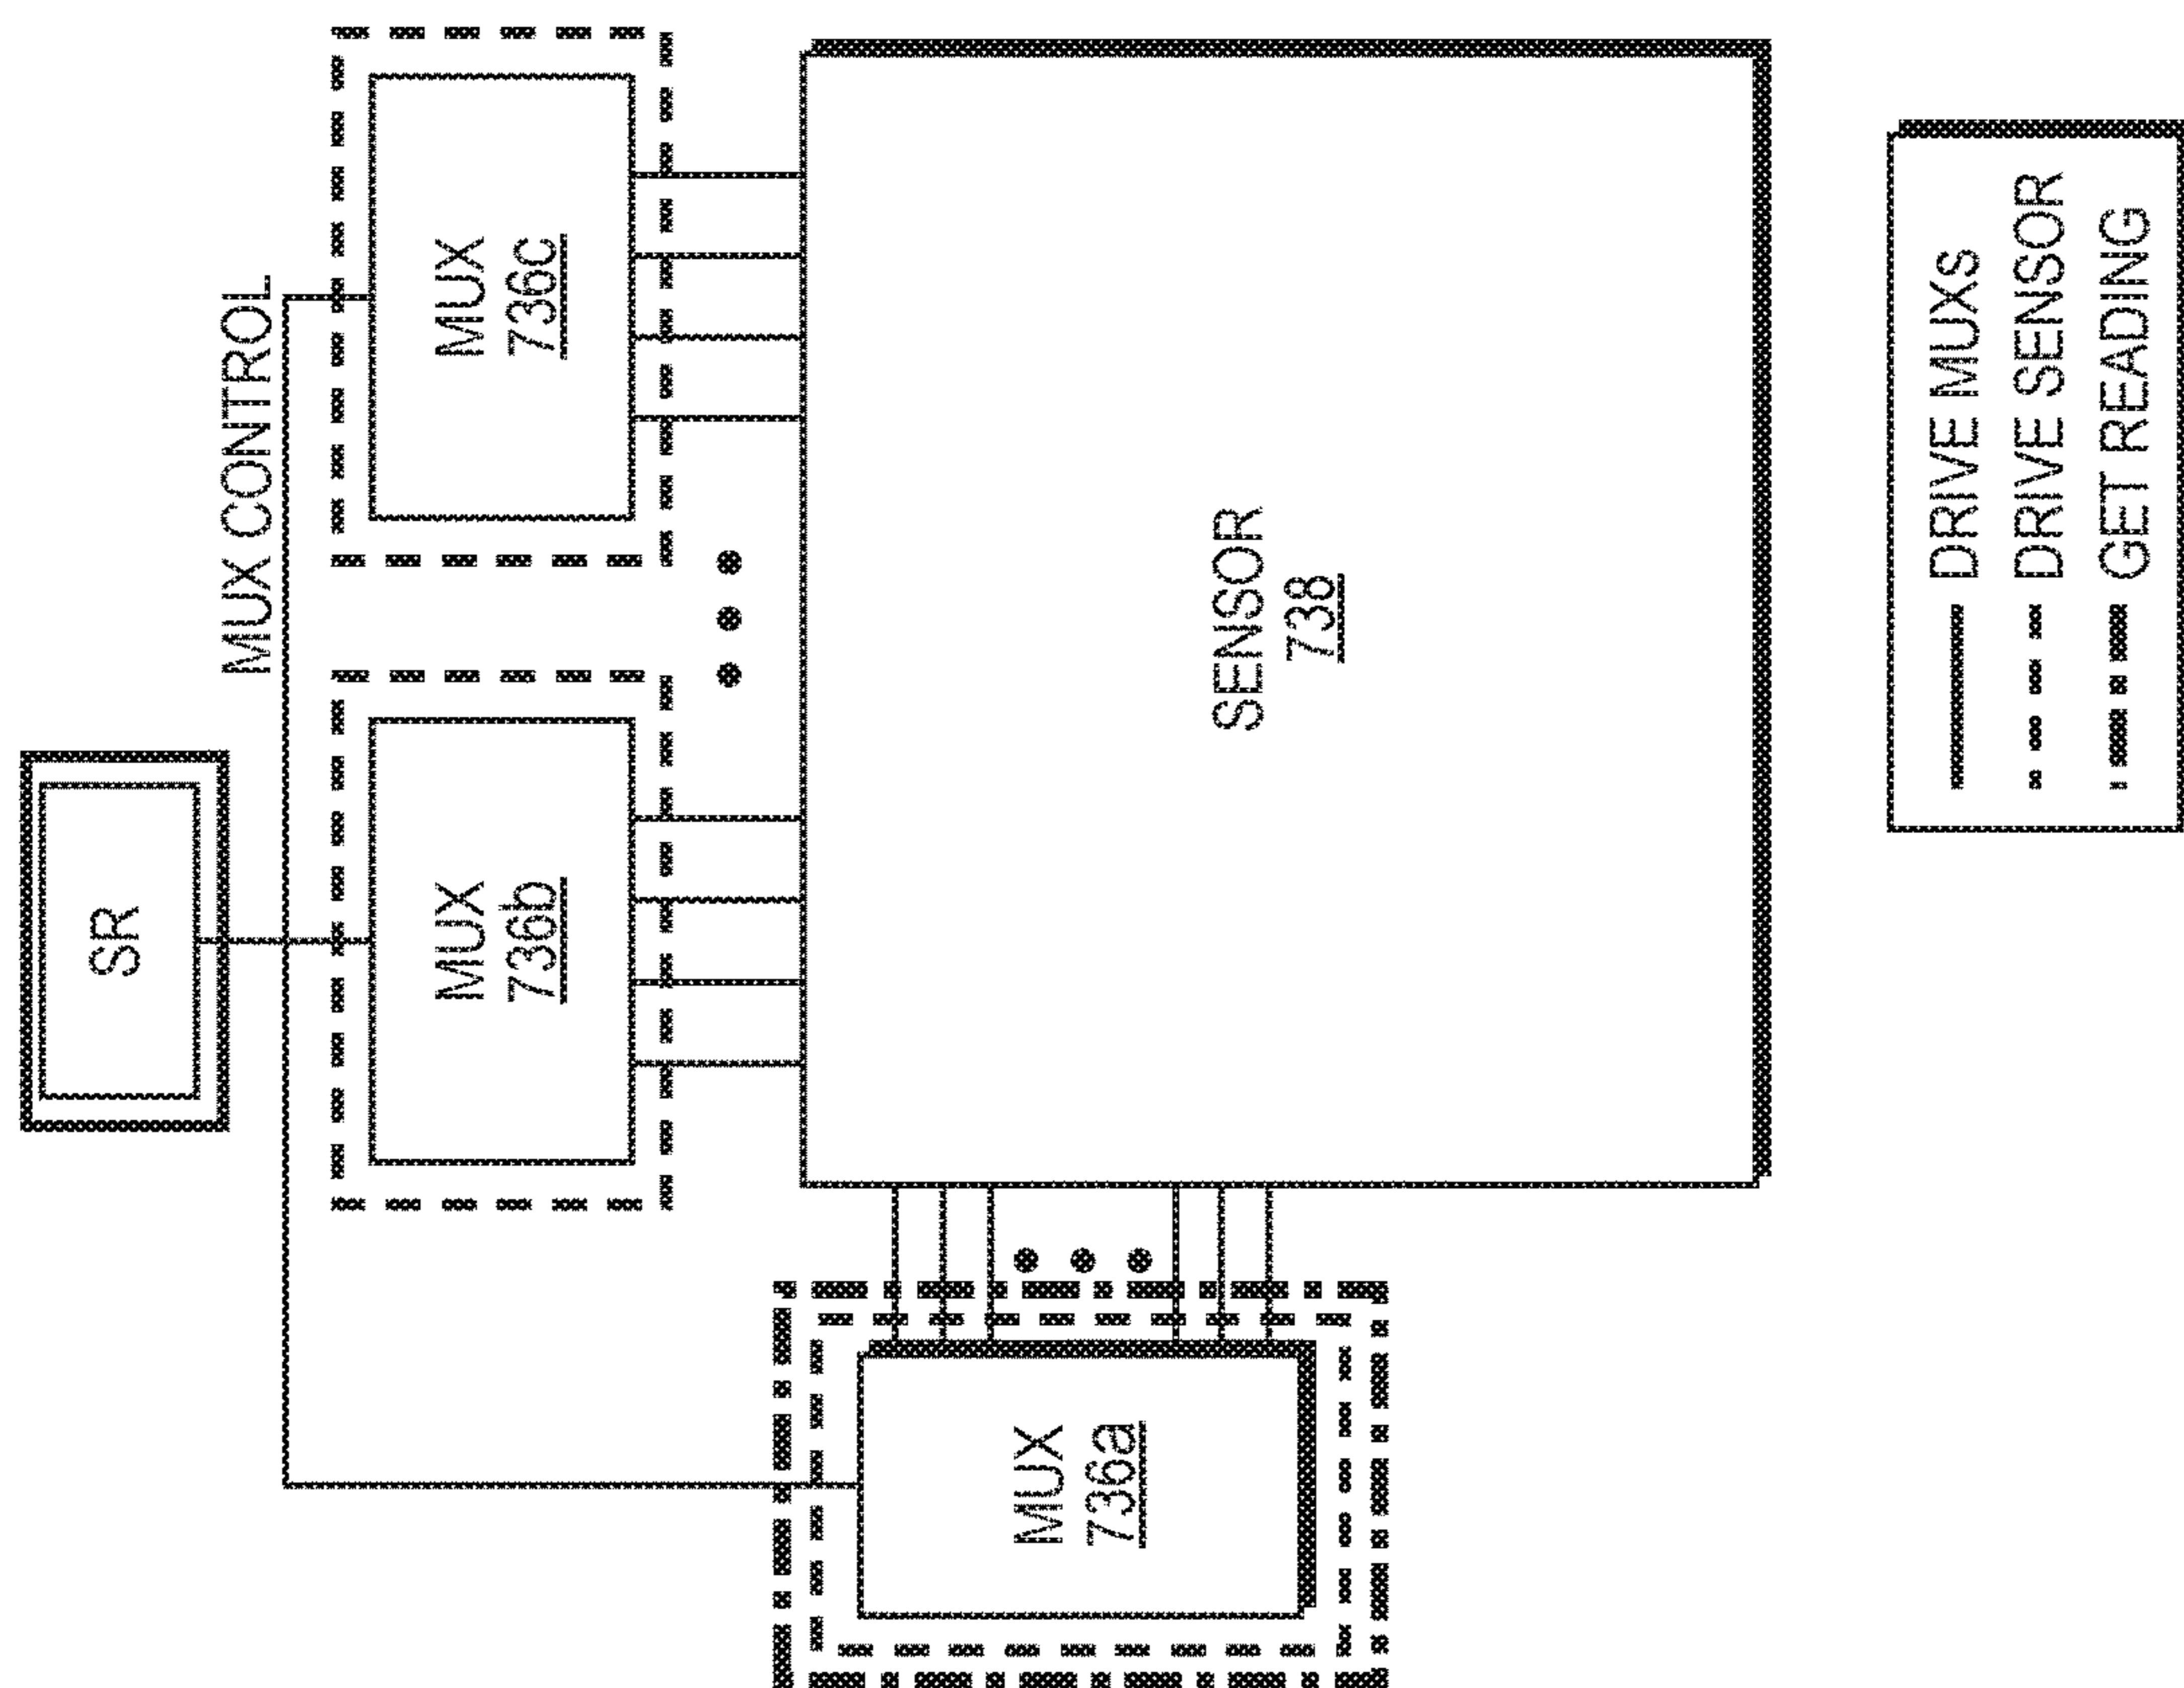 SR
MUX CONTROL
MUX
736b
MUX
736c
MUX
736a
SENSOR
738
DRIVE MUXS
DRIVE SENSOR
GET READING